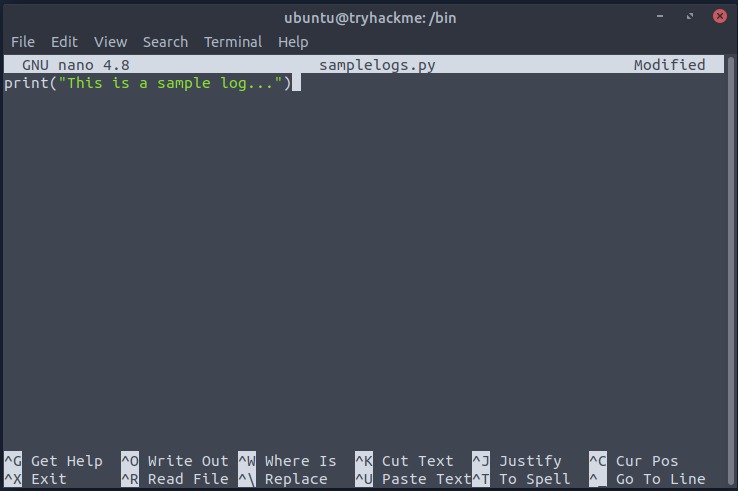 ubuntu@tryhackme: /bin
File Edit View Search Terminal Help
GNU nano 4.8 samplelogs.py Modified
print("This is a sample log...")
^G Get Help ^O Write Out ^W Where Is ^K Cut Text ^J Justify ^C Cur Pos
^X Exit ^R Read File ^\ Replace ^U Paste Text ^T To Spell ^_ Go To Line